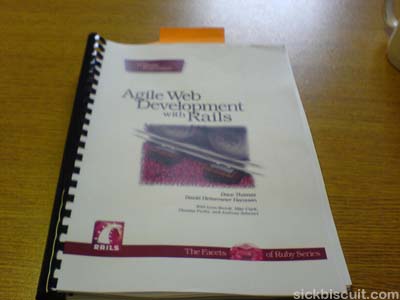 Agile Web
Development
with Rails
Dave Thomas
David Heinemeier Hansson
RAILS
The Facets of Ruby Series
sickbiscuit.com